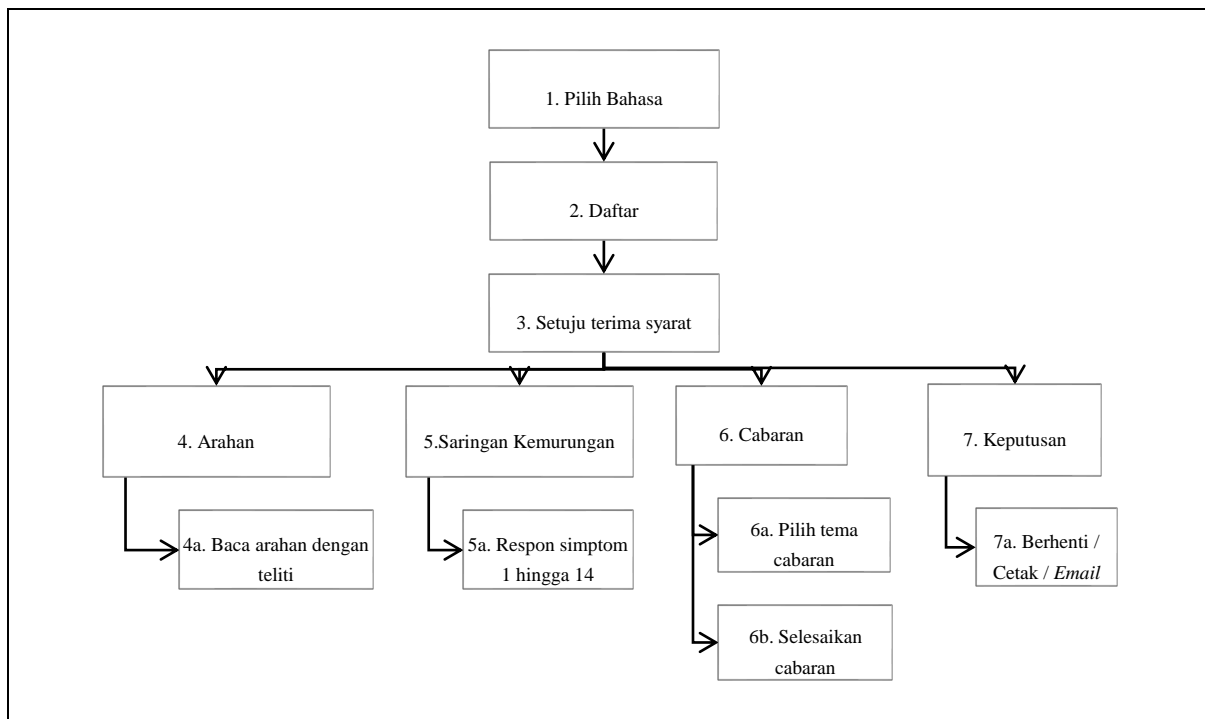 1. Pilih Bahasa
2. Daftar
3. Setuju terima syarat
4. Arahan
5.Saringan Kemurungan
6. Cabaran
7. Keputusan
4a. Baca arahan dengan
teliti
5a. Respon simptom
1 hingga 14
6a. Pilih tema
cabaran
7a. Berhenti /
Cetak / Email
6b. Selesaikan
cabaran